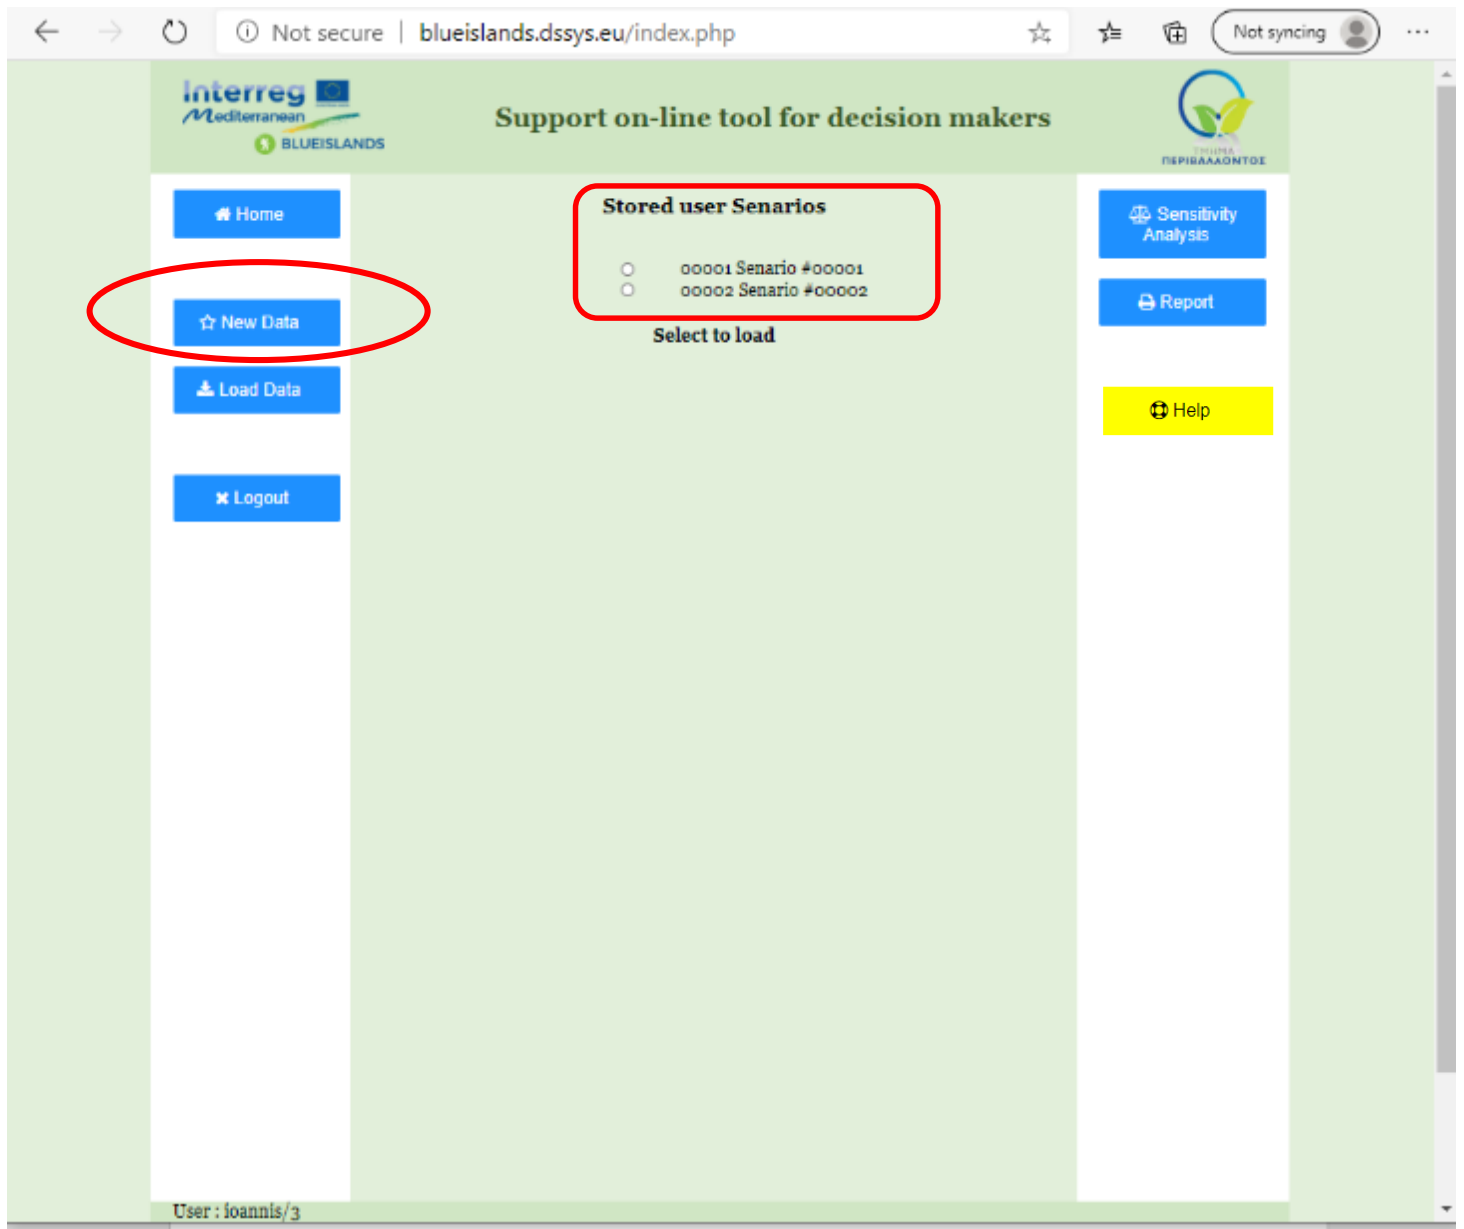 Not secure | blueislands.dssys.eu/index.php
Not syncing
Interreg
Mediterranean
BLUEISLANDS
Support on-line tool for decision makers
ΤΜΗΜΑ
ΠΕΡΙΒΑΛΛΟΝΤΟΣ
Home
New Data
Load Data
Logout
Stored user Senarios
00001 Senario #00001
00002 Senario #00002
Select to load
Sensitivity
Analysis
Report
Help
User : ioannis/3